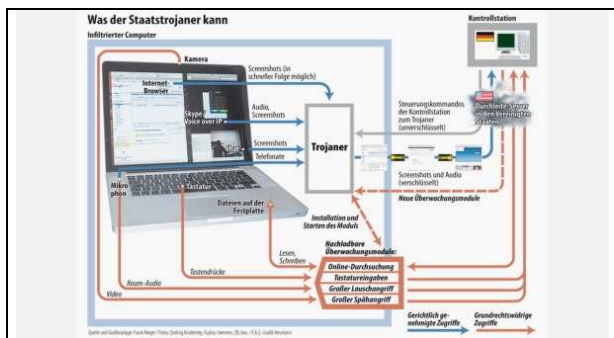 Was der Staatstrojaner kann
Infiltrierter Computer
Kontrollstation
Kamera
Internet-
Browser
Screenshots (in
schneller Folge möglich)
Skype/
Voice over IP
Audio,
Screenshots
Screenshots
Telefonate
Trojaner
Steuerungskommandos
der Kontrollstation
zum Trojaner
(unverschlüsselt)
Durchleite-Server
in den Vereinigten
Staaten
Screenshots und Audio
(verschlüsselt)
Neue Überwachungsmodule
Mikro
phon
Tastatur
Dateien auf der
Festplatte
Installation und
Starten des Moduls
Lesen,
Schreiben
Nachladbare
Überwachungsmodule:
Online-Durchsuchung
Tastatureingaben
Großer Lauschangriff
Großer Spähangriff
Tastendrücke
Raum-Audio
Video
Gerichtlich ge-
nehmigte Zugriffe
Grundrechtswidrige
Zugriffe